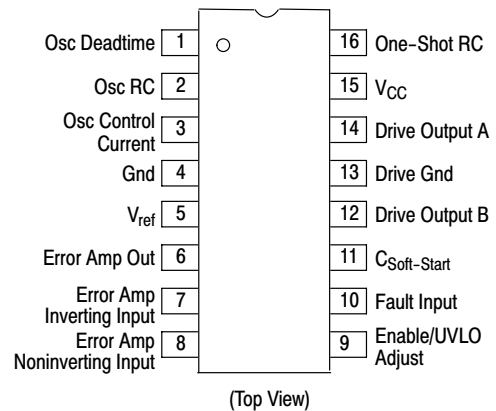 Osc Deadtime 1
16 One-Shot RC
Osc RC 2
15 VCC
Osc Control
Current 3
14 Drive Output A
Gnd 4
13 Drive Gnd
Vref 5
12 Drive Output B
Error Amp Out 6
11 CSoft-Start
Error Amp
Inverting Input 7
10 Fault Input
Error Amp
Noninverting Input 8
9 Enable/UVLO
Adjust
(Top View)